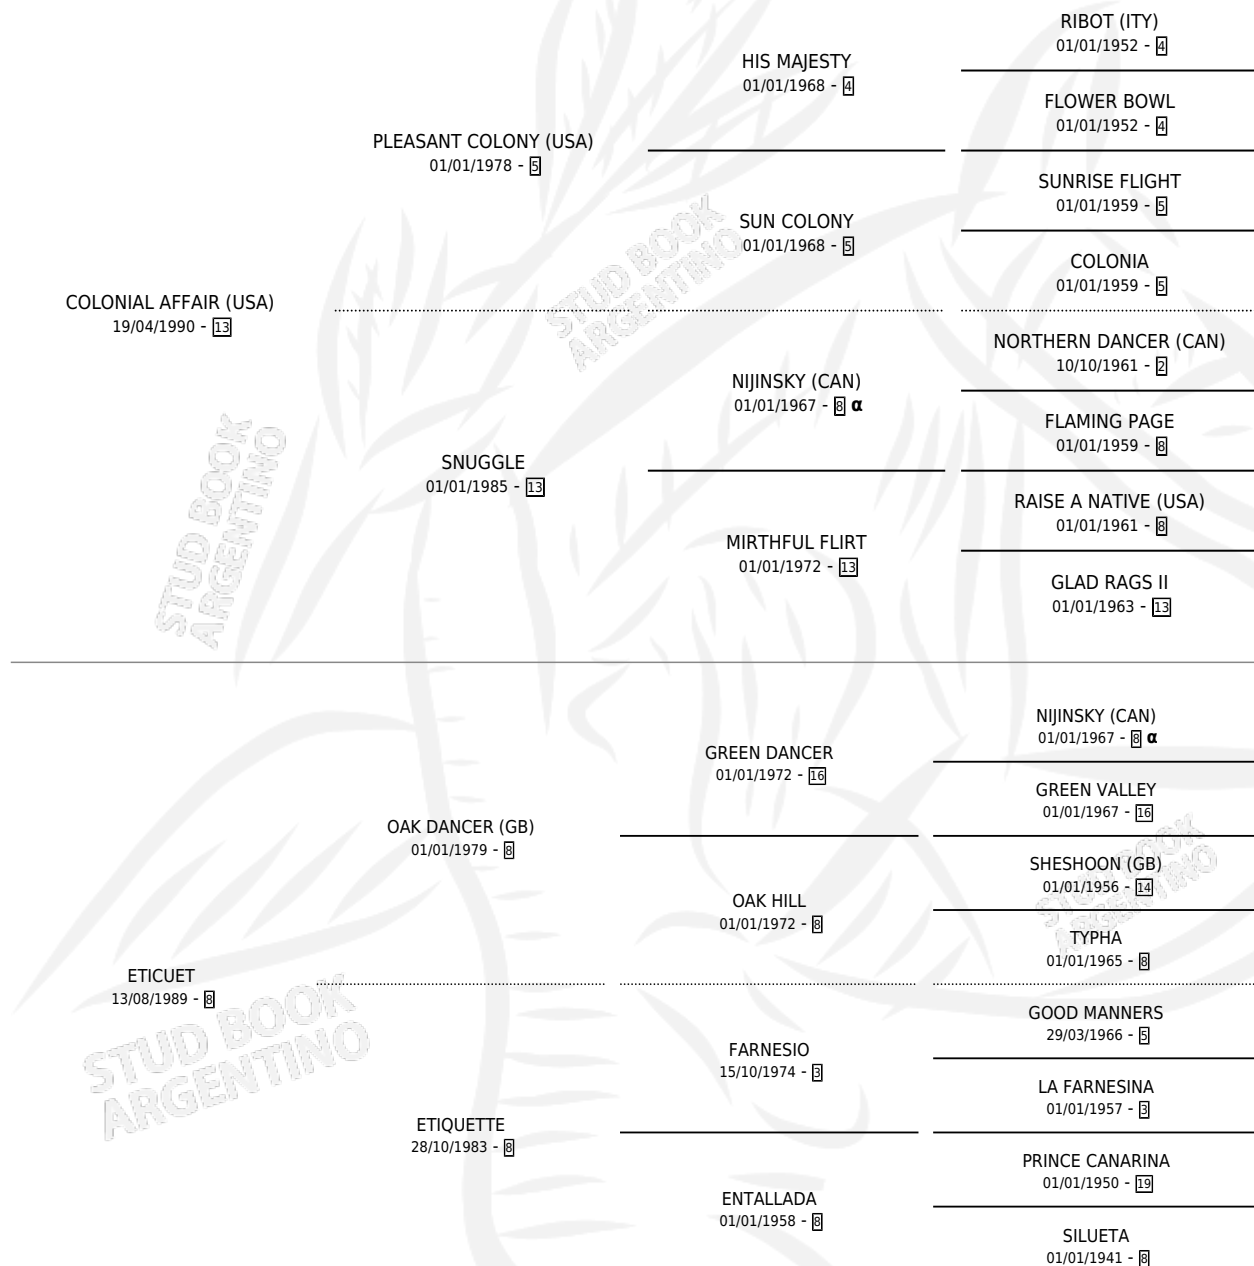 RIBOT (ITY)
01/01/1952 - 4
HIS MAJESTY
01/01/1968 - 4
FLOWER BOWL
01/01/1952 - 4
PLEASANT COLONY (USA)
01/01/1978 - 5
SUNRISE FLIGHT
01/01/1959 - 5
SUN COLONY
01/01/1968 - 5
COLONIA
01/01/1959 - 5
COLONIAL AFFAIR (USA)
19/04/1990 - 13
NORTHERN DANCER (CAN)
10/10/1961 - 2
NIJINSKY (CAN)
01/01/1967 - 8 α
FLAMING PAGE
01/01/1959 - 8
SNUGGLE
01/01/1985 - 13
RAISE A NATIVE (USA)
01/01/1961 - 8
MIRTHFUL FLIRT
01/01/1972 - 13
GLAD RAGS II
01/01/1963 - 13
NIJINSKY (CAN)
01/01/1967 - 8 α
GREEN DANCER
01/01/1972 - 16
GREEN VALLEY
01/01/1967 - 16
OAK DANCER (GB)
01/01/1979 - 8
SHESHOON (GB)
01/01/1956 - 14
OAK HILL
01/01/1972 - 8
TYPHA
01/01/1965 - 8
ETICUET
13/08/1989 - 8
GOOD MANNERS
29/03/1966 - 5
FARNESIO
15/10/1974 - 3
LA FARNESINA
01/01/1957 - 3
ETIQUETTE
28/10/1983 - 8
PRINCE CANARINA
01/01/1950 - 19
ENTALLADA
01/01/1958 - 8
SILUETA
01/01/1941 - 8
STUD BOOK
ARGENTINO
STUD BOOK
ARGENTINO
STUD BOOK
ARGENTINO
STUD BOOK
ARGENTINO